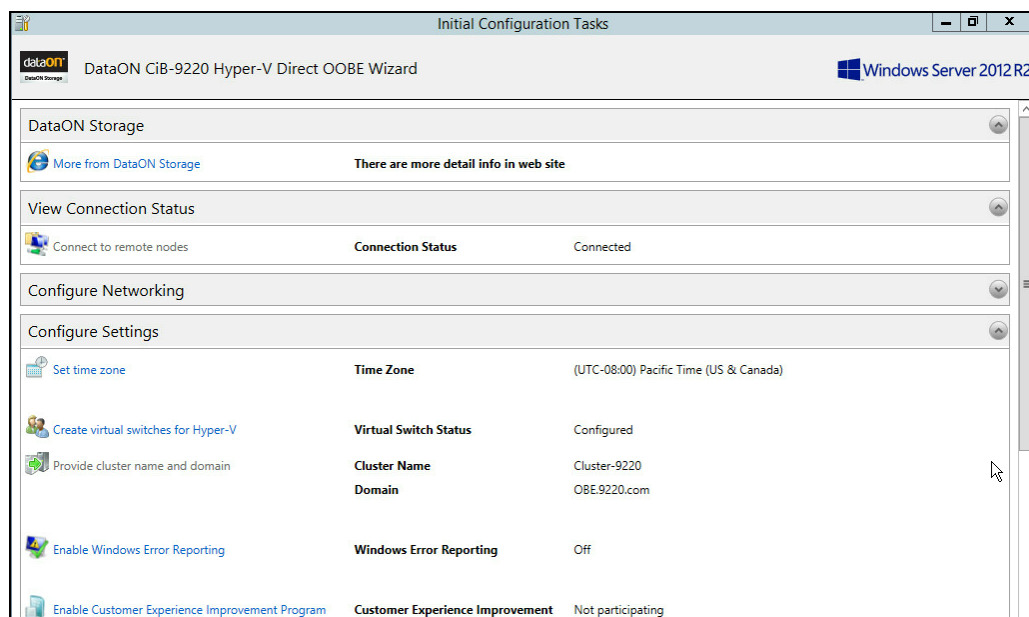 Initial Configuration Tasks
dataON
DataON Storage
DataON CiB-9220 Hyper-V Direct OOBE Wizard
Windows Server 2012 R2
DataON Storage
More from DataON Storage There are more detail info in web site
View Connection Status
Connect to remote nodes Connection Status Connected
Configure Networking
Configure Settings
Set time zone Time Zone (UTC-08:00) Pacific Time (US & Canada)
Create virtual switches for Hyper-V Virtual Switch Status Configured
Provide cluster name and domain Cluster Name Cluster-9220
Domain OBE.9220.com
Enable Windows Error Reporting Windows Error Reporting Off
Enable Customer Experience Improvement Program Customer Experience Improvement Not participating